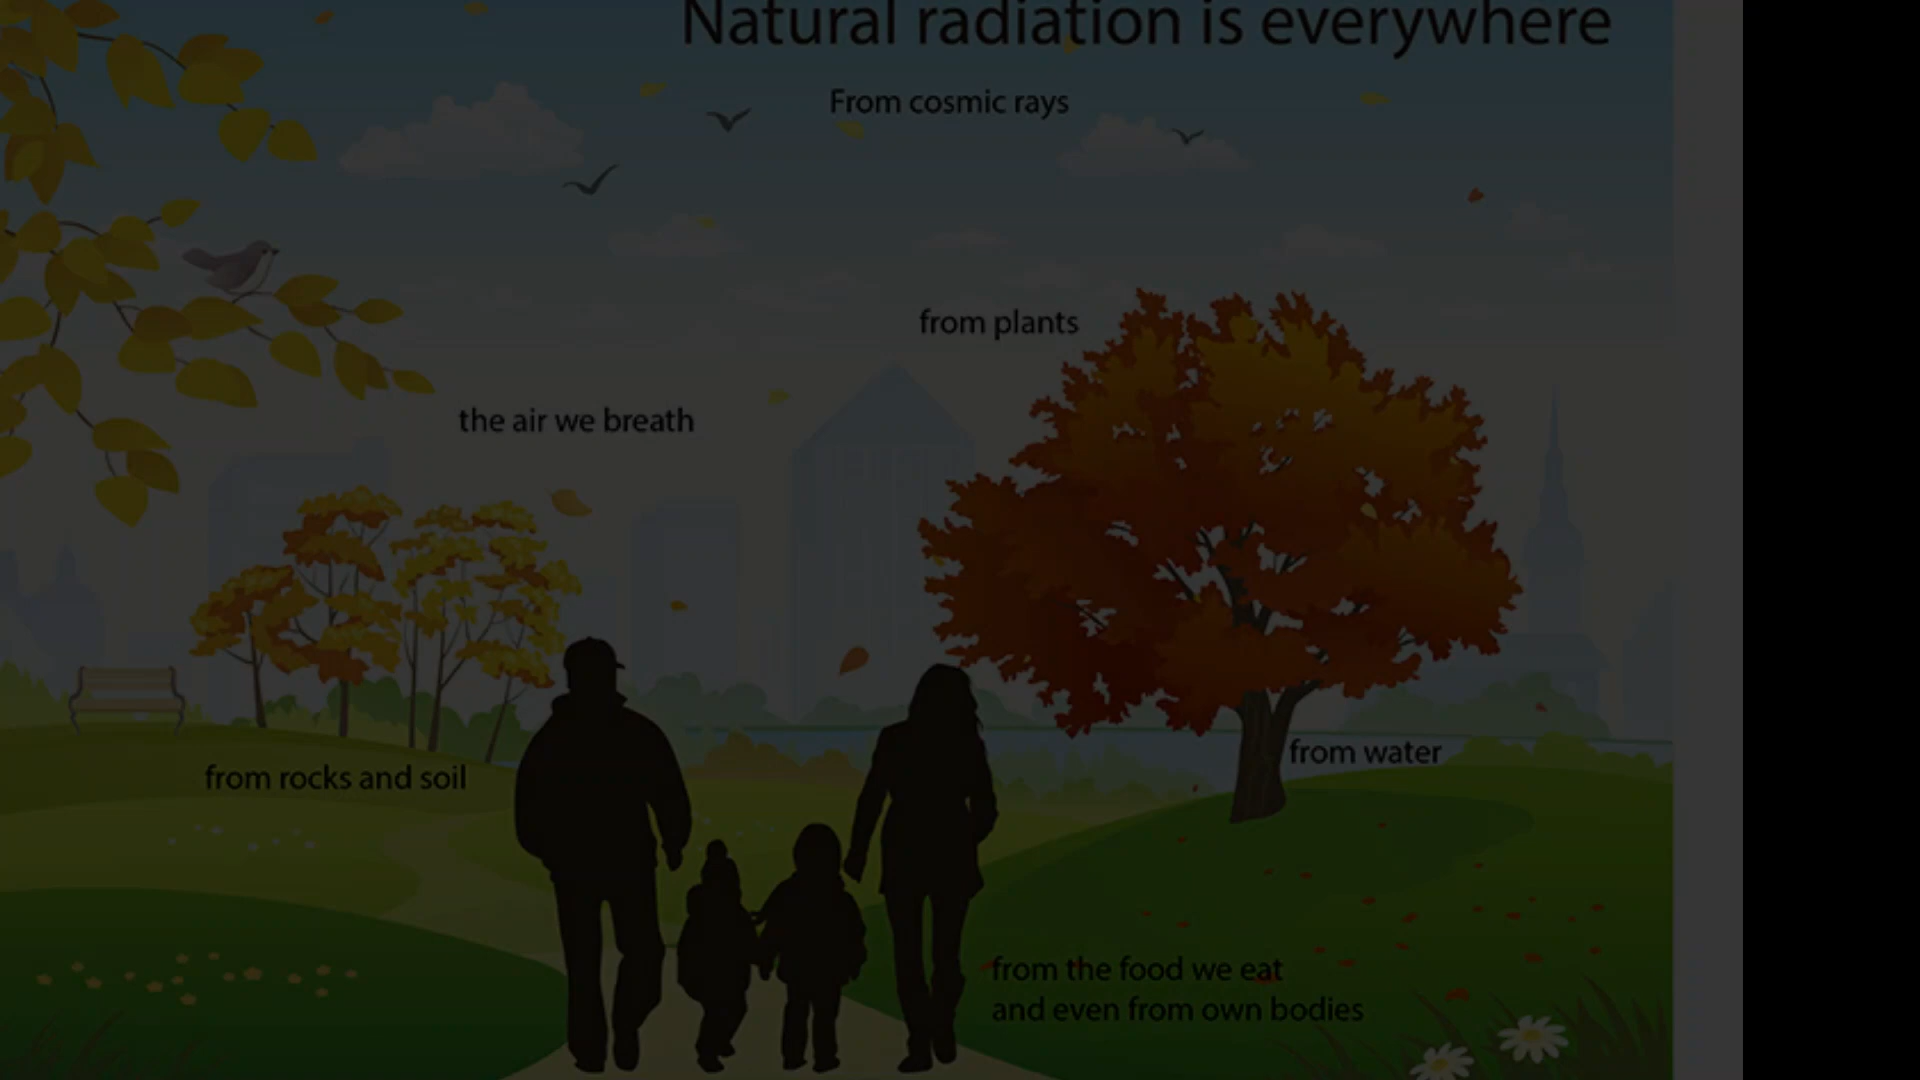 Natural radiation is everywhere
From cosmic rays
from plants
the air we breath
from water
from rocks and soil
from the food we eat
and even from own bodies